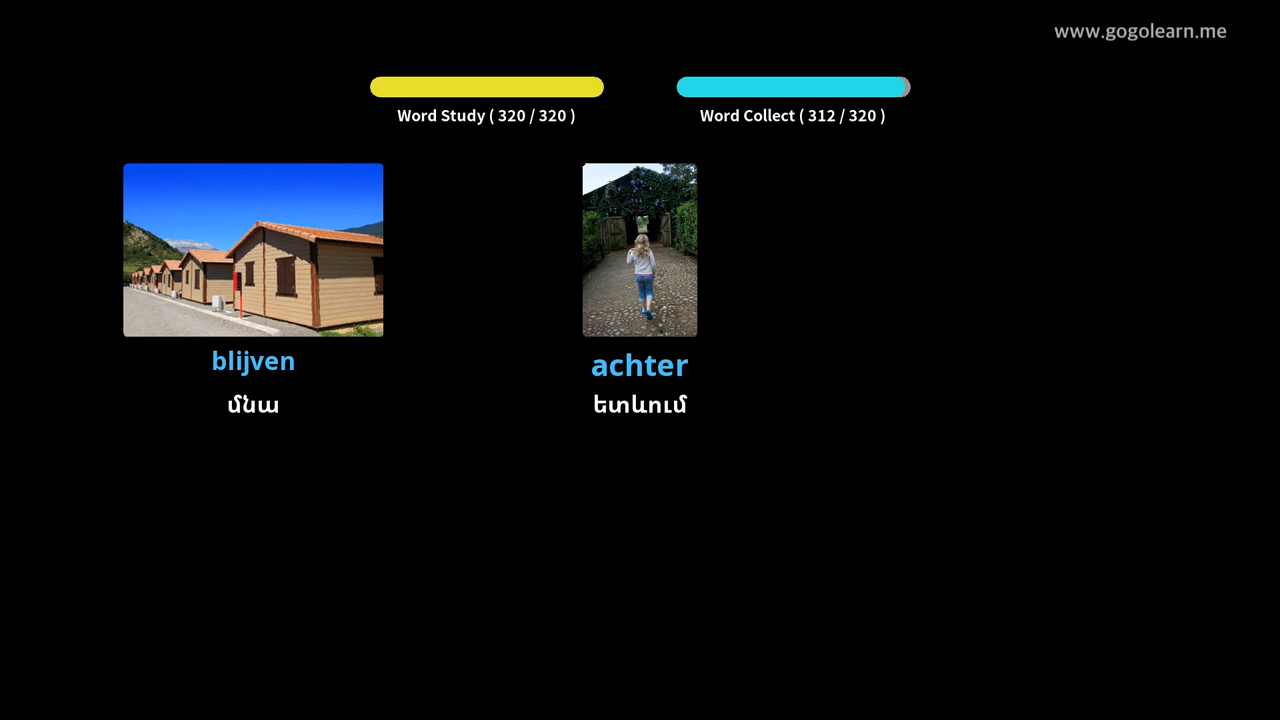 www.gogolearn.me
Word Study ( 320 / 320 )
Word Collect ( 312 / 320 )
blijven
մնա
achter
ետևում